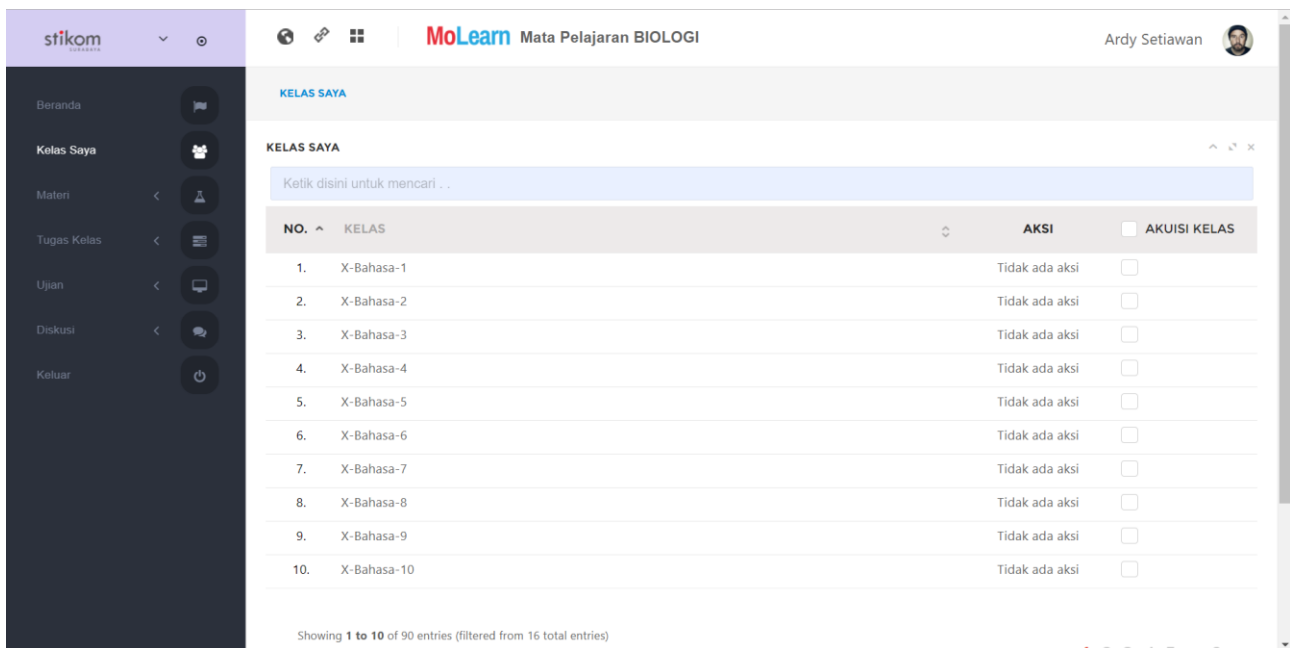 stikom
SURABAYA
MoLearn Mata Pelajaran BIOLOGI
Ardy Setiawan
Beranda
Kelas Saya
Materi
Tugas Kelas
Ujian
Diskusi
Keluar
KELAS SAYA
KELAS SAYA
Ketik disini untuk mencari . .
NO. KELAS AKSI AKUISI KELAS
1. X-Bahasa-1 Tidak ada aksi
2. X-Bahasa-2 Tidak ada aksi
3. X-Bahasa-3 Tidak ada aksi
4. X-Bahasa-4 Tidak ada aksi
5. X-Bahasa-5 Tidak ada aksi
6. X-Bahasa-6 Tidak ada aksi
7. X-Bahasa-7 Tidak ada aksi
8. X-Bahasa-8 Tidak ada aksi
9. X-Bahasa-9 Tidak ada aksi
10. X-Bahasa-10 Tidak ada aksi
Showing 1 to 10 of 90 entries (filtered from 16 total entries)